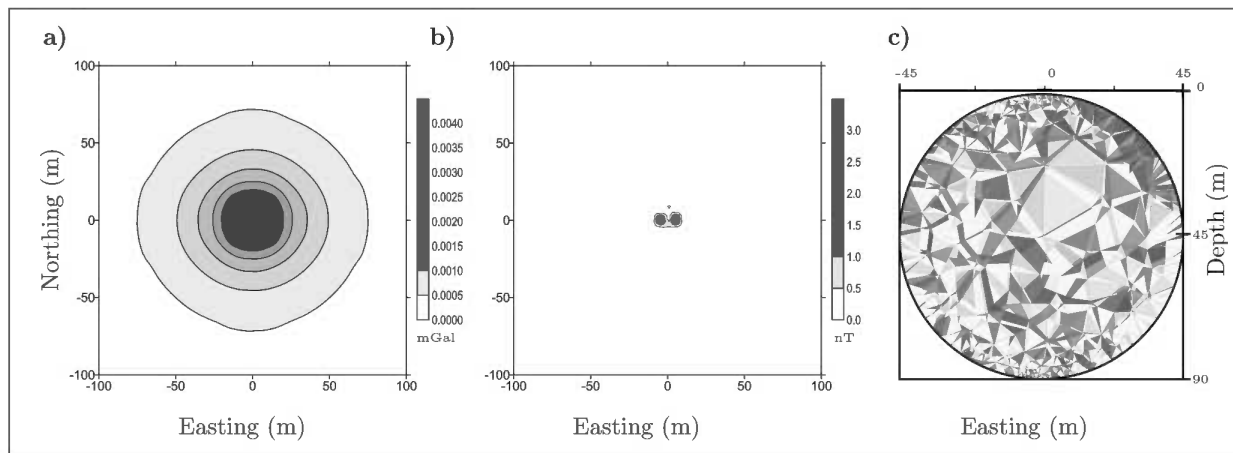 a)
100
50
0
-50
-100
-100 -50 0 50 100
Northing (m)
Easting (m)
0.0040
0.0035
0.0030
0.0025
0.0020
0.0015
0.0010
0.0005
0.0000
mGal
b)
100
50
0
-50
-100
-100 -50 0 50 100
Easting (m)
3.0
2.5
2.0
1.5
1.0
0.5
0.0
nT
c)
-45 0 45
0
45
90
Depth (m)
Easting (m)